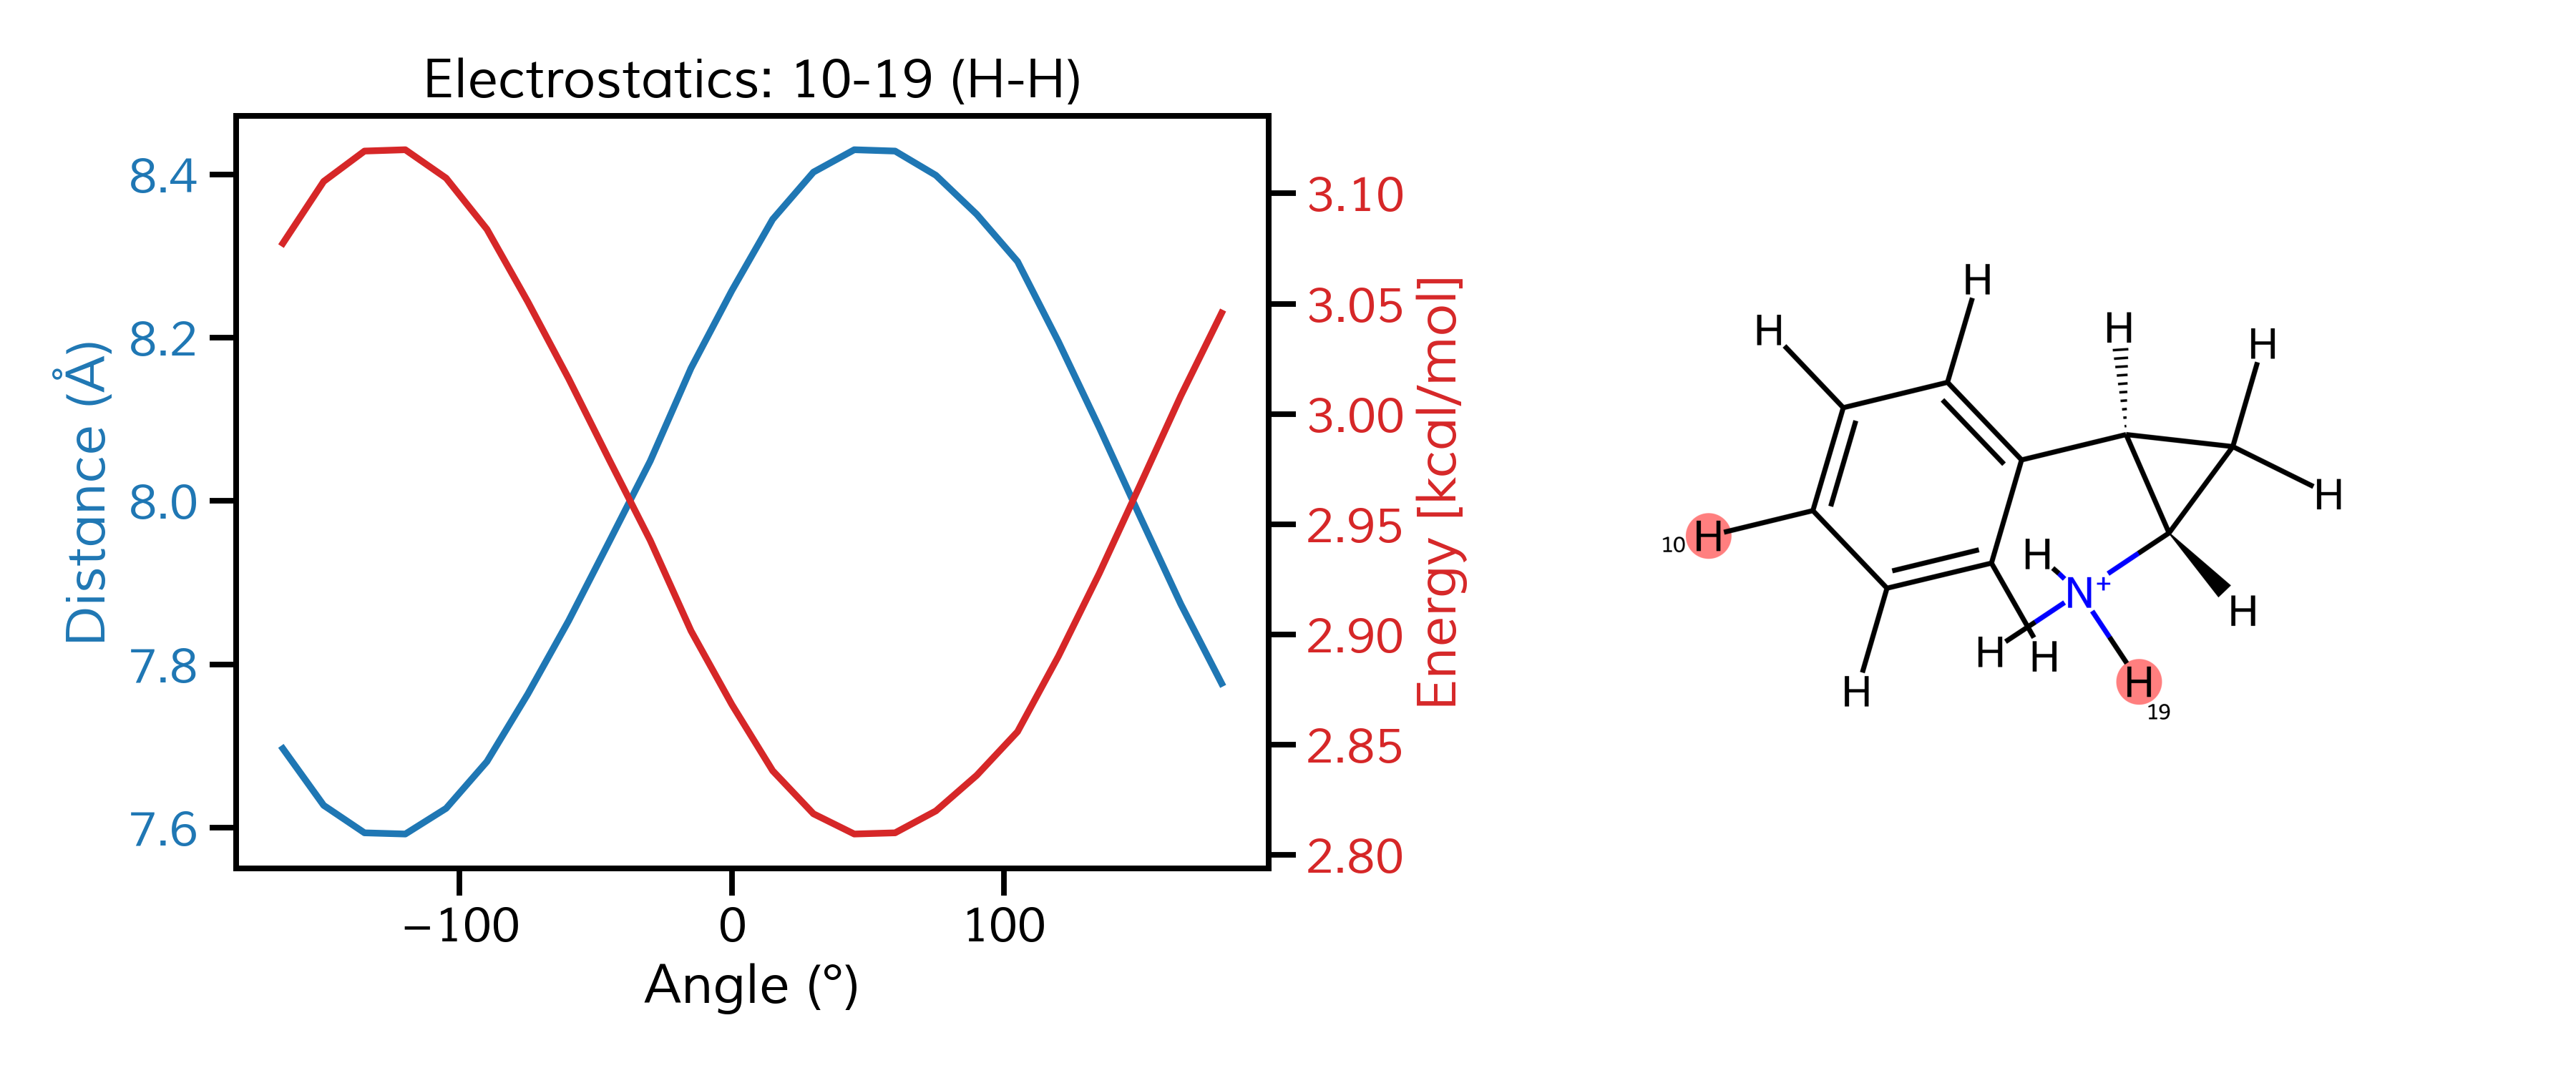 Electrostatics: 10-19 (H-H)
8.4
8.2
8.0
7.8
7.6
Distance (Å)
3.10
3.05
3.00
2.95
2.90
2.85
2.80
Energy [kcal/mol]
−100 0 100
Angle (°)
H
H H H
H
10 H H N+
H H H
H H
19